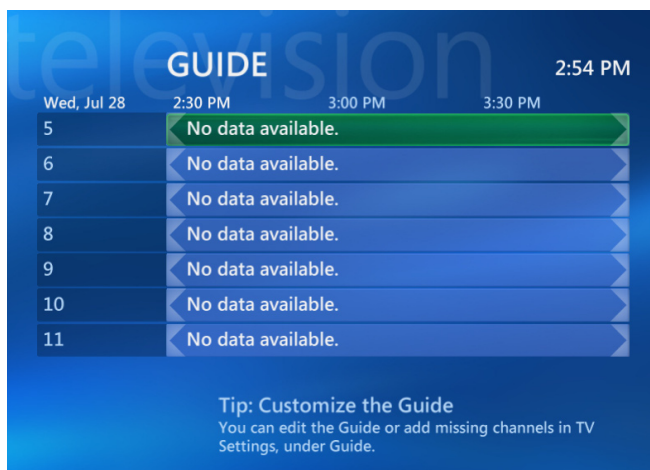 television
GUIDE 2:54 PM
Wed, Jul 28 2:30 PM 3:00 PM 3:30 PM
5 No data available.
6 No data available.
7 No data available.
8 No data available.
9 No data available.
10 No data available.
11 No data available.
Tip: Customize the Guide
You can edit the Guide or add missing channels in TV
Settings, under Guide.